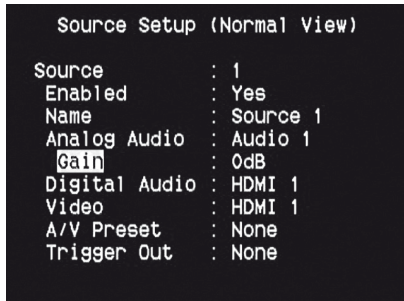 Source Setup (Normal View)
Source : 1
Enabled : Yes
Name : Source 1
Analog Audio : Audio 1
Gain : 0dB
Digital Audio : HDMI 1
Video : HDMI 1
A/V Preset : None
Trigger Out : None